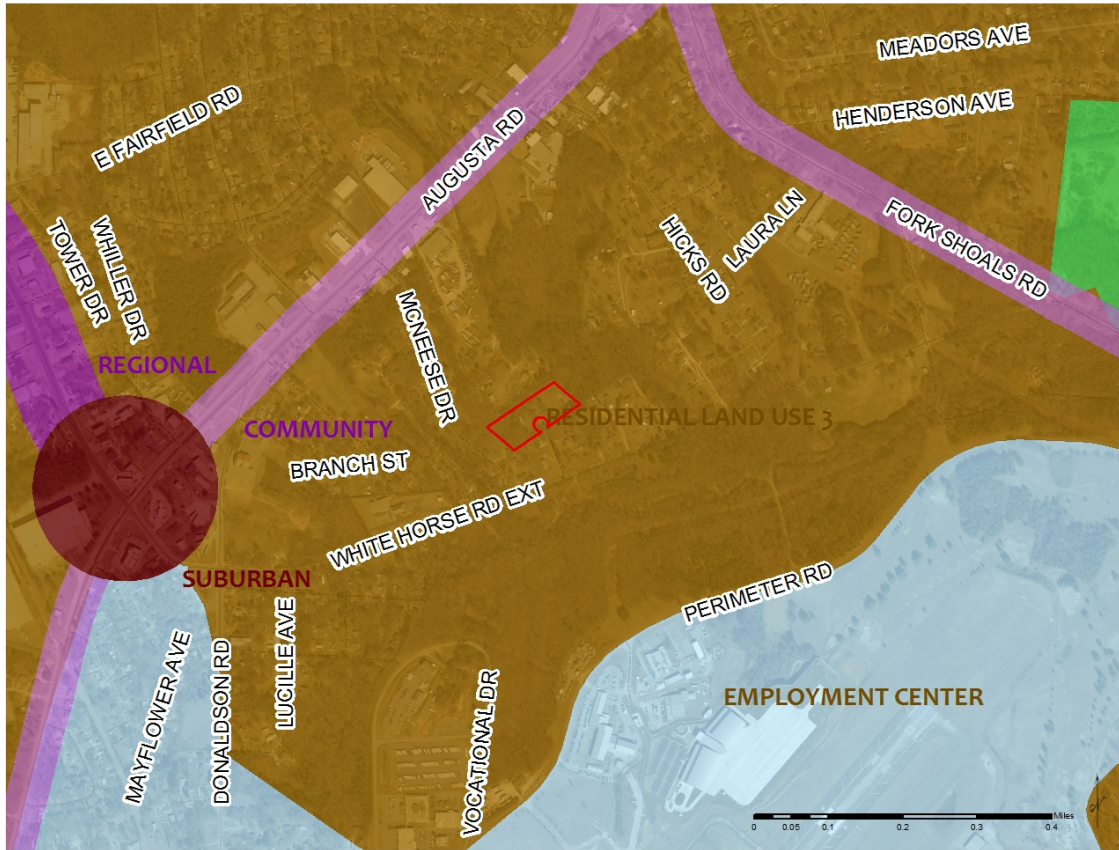 MEADORS AVE
E FAIRFIELD RD
HENDERSON AVE
AUGUSTA RD
TOWER DR
WHILLER DR
HICKS RD
LAURA LN
FORK SHOALS RD
MCNEESE DR
REGIONAL
RESIDENTIAL LAND USE 3
COMMUNITY
BRANCH ST
WHITE HORSE RD EXT
SUBURBAN
PERIMETER RD
MAYFLOWER AVE
DONALDSON RD
LUCILLE AVE
VOCATIONAL DR
EMPLOYMENT CENTER
Miles
0 0.05 0.1 0.2 0.3 0.4